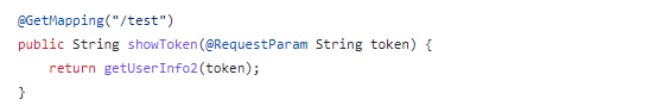 @GetMapping("/test")
public String showToken(@RequestParam String token) {
    return getUserInfo2(token);
}